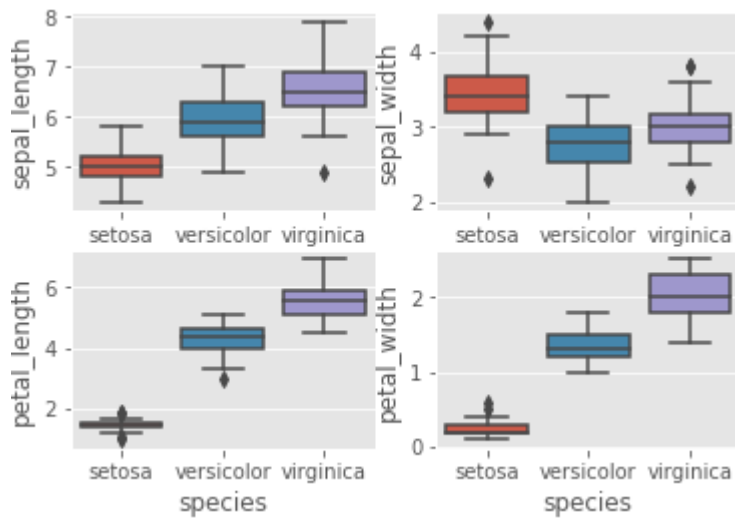 sepal_length
8
7
6
5
setosa versicolor virginica
sepal_width
4
3
2
setosa versicolor virginica
petal_length
6
4
2
setosa versicolor virginica
species
petal_width
2
1
0
setosa versicolor virginica
species